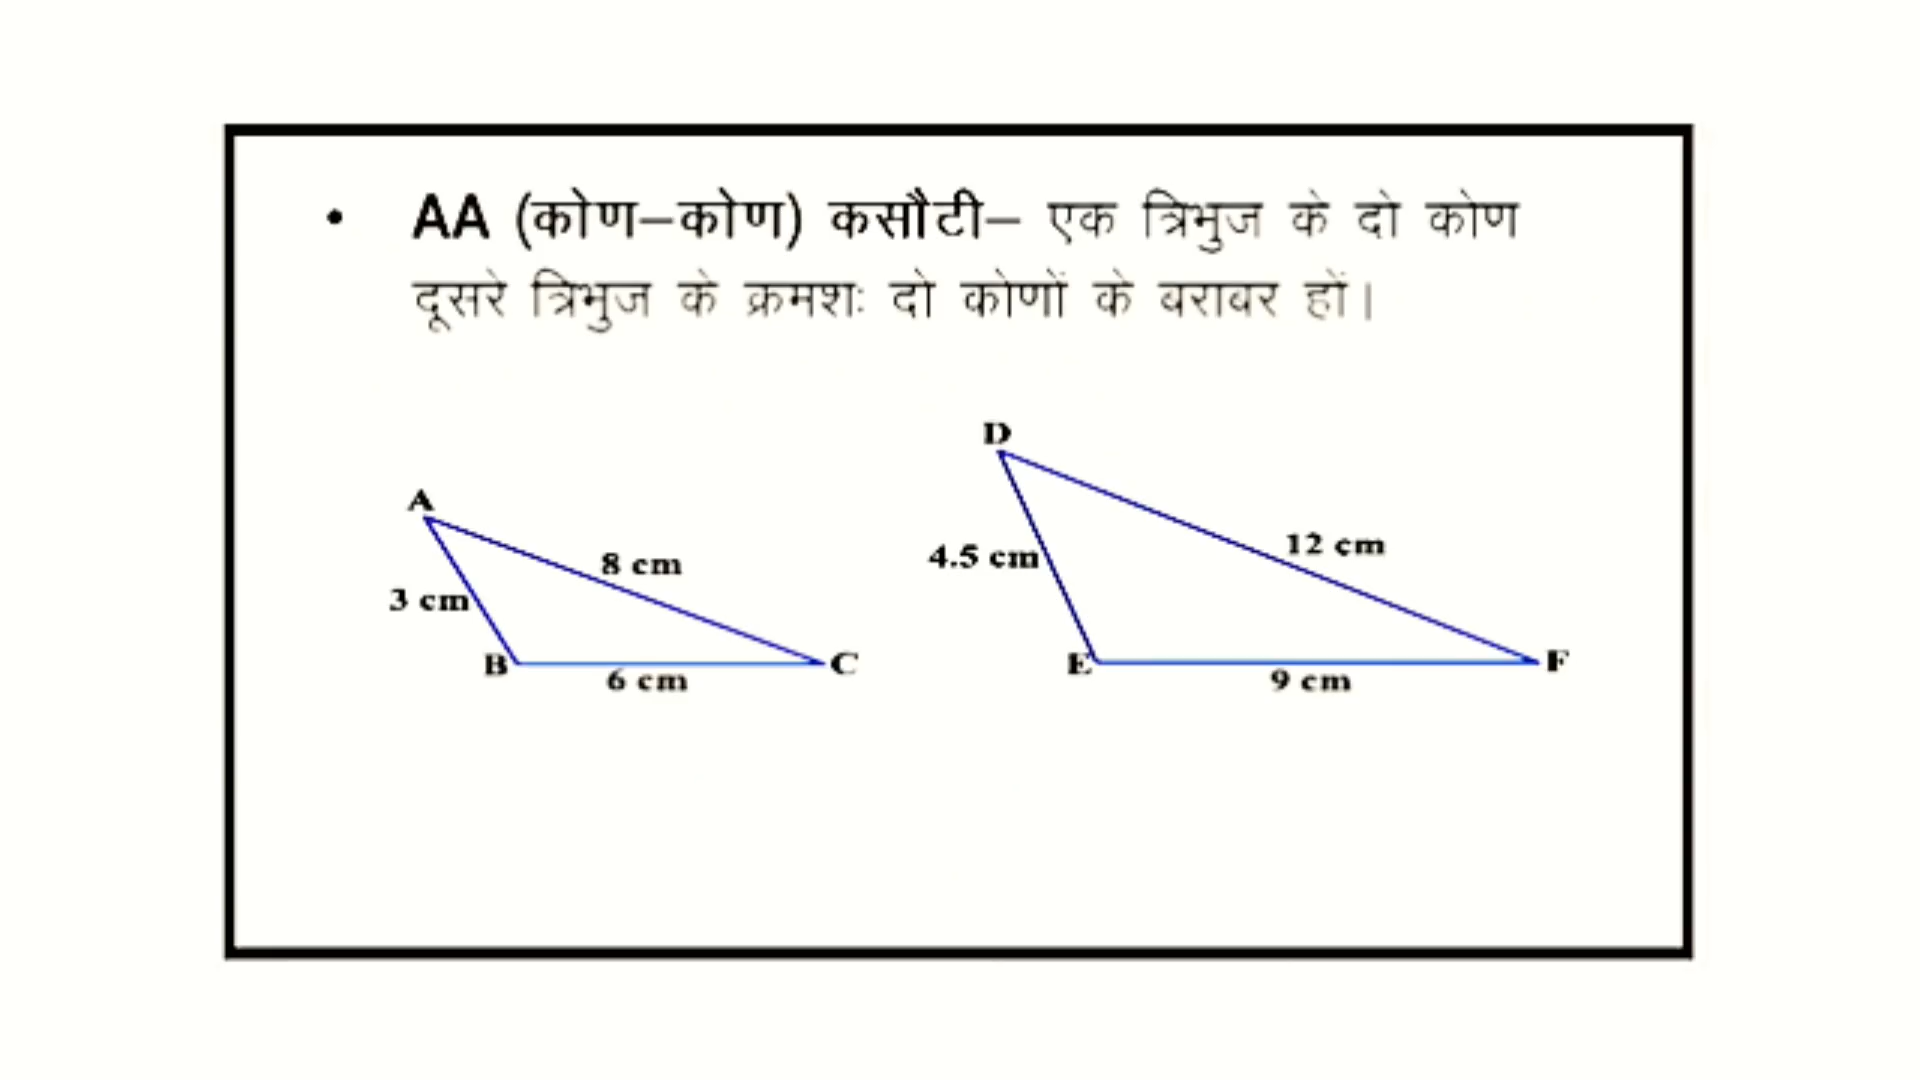 • AA (कोण–कोण) कसौटी– एक त्रिभुज के दो कोण
दूसरे त्रिभुज के क्रमशः दो कोणों के बराबर हों।
A
8 cm
3 cm
B
C
6 cm
D
12 cm
4.5 cm
E
F
9 cm